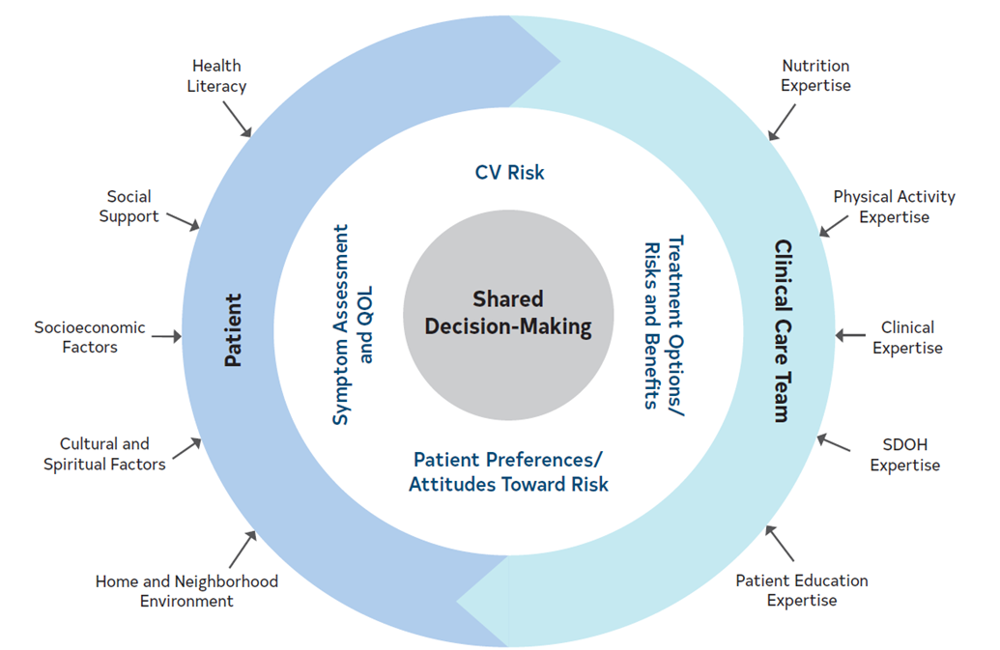 Health
Literacy
Social
Support
Socioeconomic
Factors
Cultural and
Spiritual Factors
Home and Neighborhood
Environment
Patient
CV Risk
Symptom Assessment
and QOL
Shared
Decision-Making
Treatment Options/
Risks and Benefits
Patient Preferences/
Attitudes Toward Risk
Clinical Care Team
Nutrition
Expertise
Physical Activity
Expertise
Clinical
Expertise
SDOH
Expertise
Patient Education
Expertise